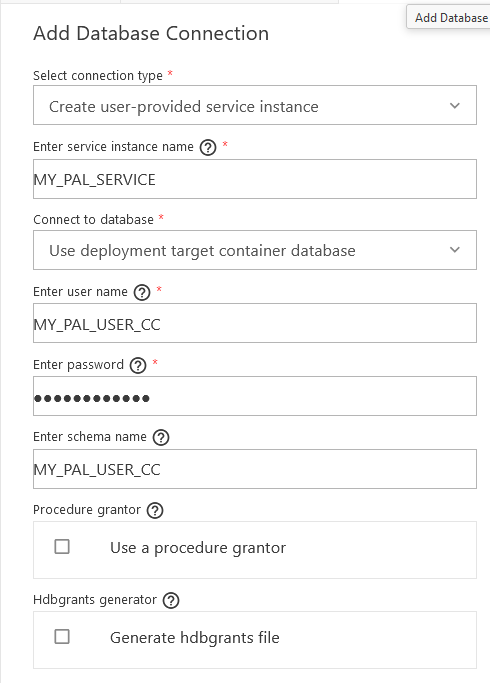 Add Database
Add Database Connection
Select connection type *
Create user-provided service instance
Enter service instance name ? *
MY_PAL_SERVICE
Connect to database *
Use deployment target container database
Enter user name ? *
MY_PAL_USER_CC
Enter password ? *
●●●●●●●●●●●●
Enter schema name ?
MY_PAL_USER_CC
Procedure grantor ?
Use a procedure grantor
Hdbgrants generator ?
Generate hdbgrants file